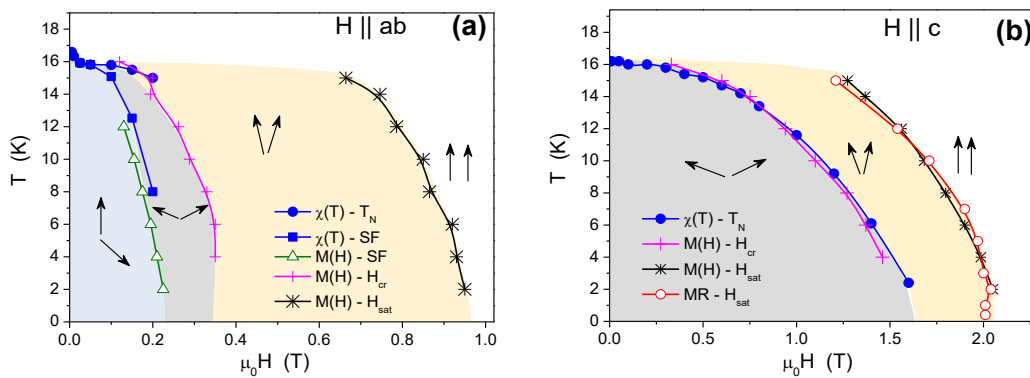 H || ab (a)
18
16
14
12
10
8
6
4
2
0
T (K)
0.0 0.2 0.4 0.6 0.8 1.0
μ₀H (T)
χ(T) - T_N
χ(T) - SF
M(H) - SF
M(H) - H_cr
M(H) - H_sat
H || c (b)
18
16
14
12
10
8
6
4
2
0
T (K)
0.0 0.5 1.0 1.5 2.0
μ₀H (T)
χ(T) - T_N
M(H) - H_cr
M(H) - H_sat
MR - H_sat